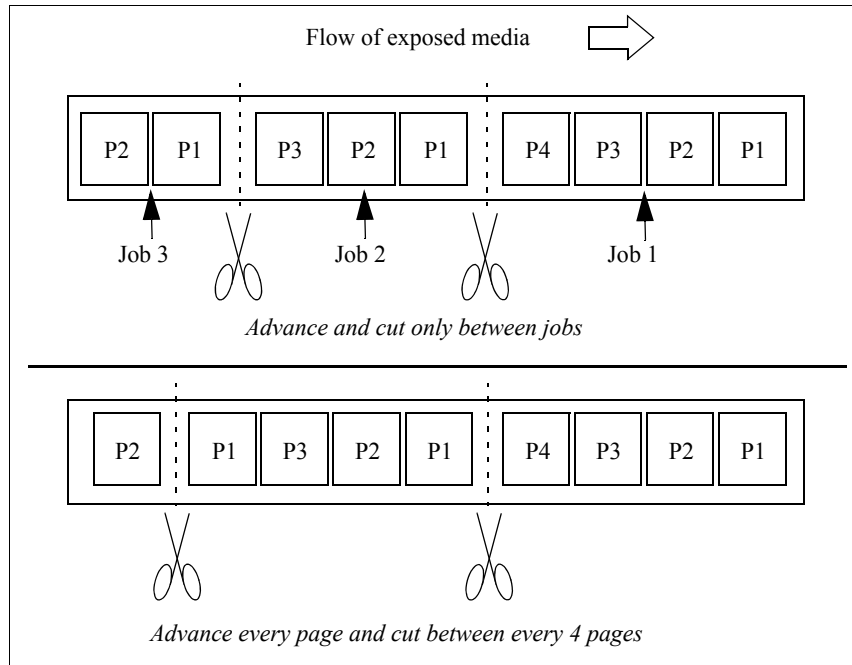 Flow of exposed media
P2 P1 P3 P2 P1 P4 P3 P2 P1
Job 3 Job 2 Job 1
Advance and cut only between jobs
P2 P1 P3 P2 P1 P4 P3 P2 P1
Advance every page and cut between every 4 pages